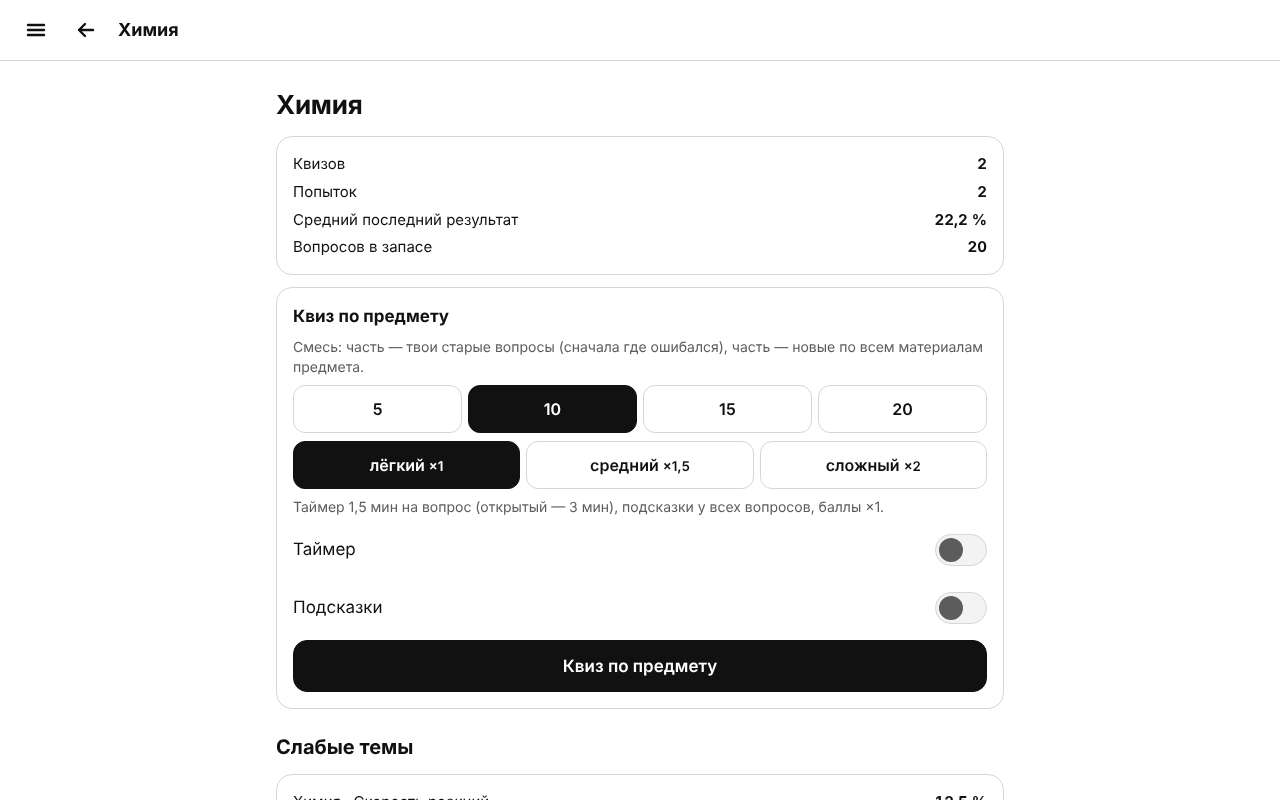 Химия
Химия
Квизов 2
Попыток 2
Средний последний результат 22,2 %
Вопросов в запасе 20
Квиз по предмету
Смесь: часть — твои старые вопросы (сначала где ошибался), часть — новые по всем материалам
предмета.
5 10 15 20
лёгкий ×1 средний ×1,5 сложный ×2
Таймер 1,5 мин на вопрос (открытый — 3 мин), подсказки у всех вопросов, баллы ×1.
Таймер
Подсказки
Квиз по предмету
Слабые темы